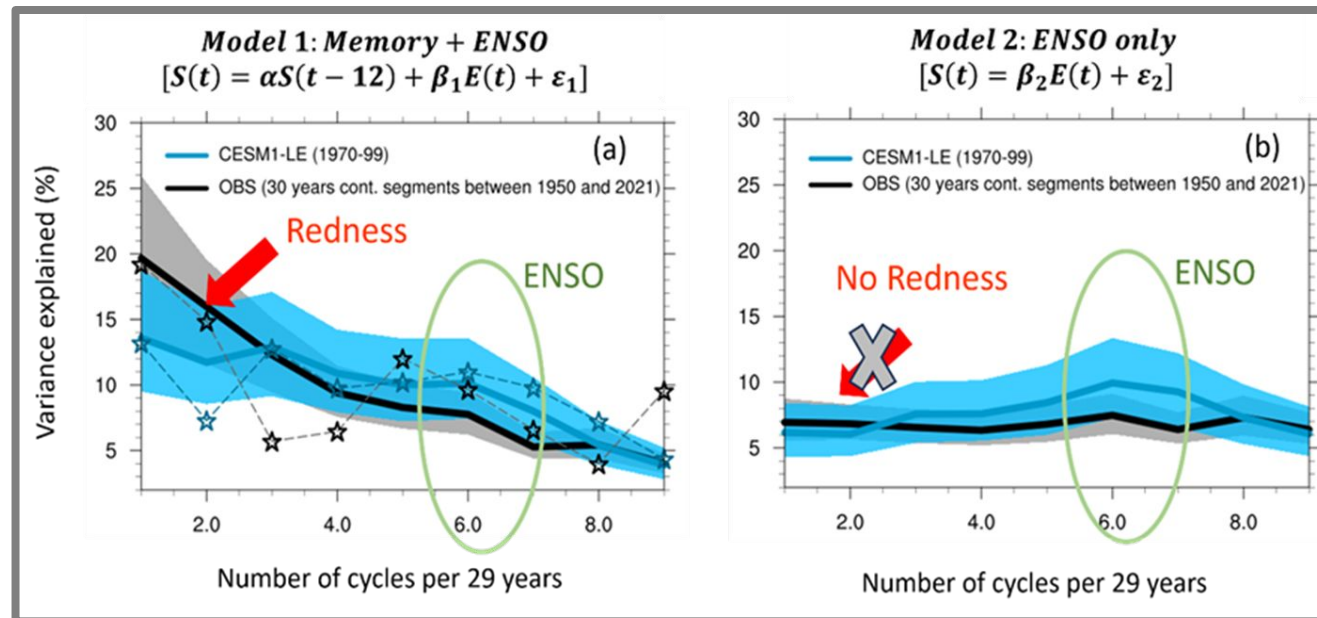 Model 1: Memory + ENSO
[S(t) = αS(t − 12) + β₁E(t) + ε₁]
Model 2: ENSO only
[S(t) = β₂E(t) + ε₂]
Variance explained (%)
30
25
20
15
10
5
(a)
CESM1-LE (1970-99)
OBS (30 years cont. segments between 1950 and 2021)
Redness
ENSO
2.0
4.0
6.0
8.0
Number of cycles per 29 years
30
25
20
15
10
5
(b)
CESM1-LE (1970-99)
OBS (30 years cont. segments between 1950 and 2021)
No Redness
X
ENSO
2.0
4.0
6.0
8.0
Number of cycles per 29 years